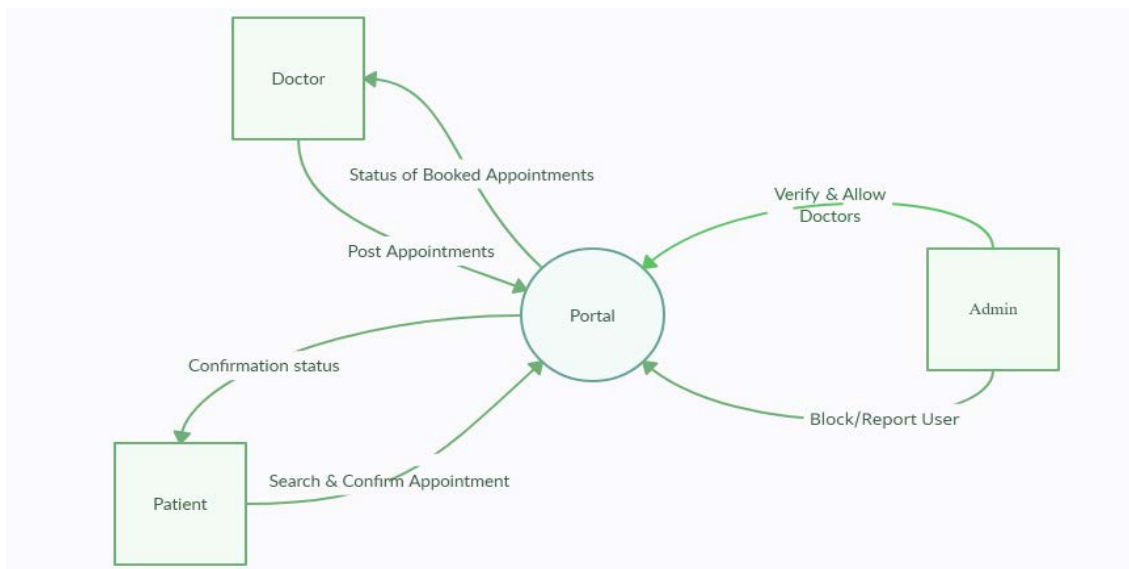 Doctor
Status of Booked Appointments
Verify & Allow
Doctors
Post Appointments
Portal
Admin
Confirmation status
Block/Report User
Search & Confirm Appointment
Patient